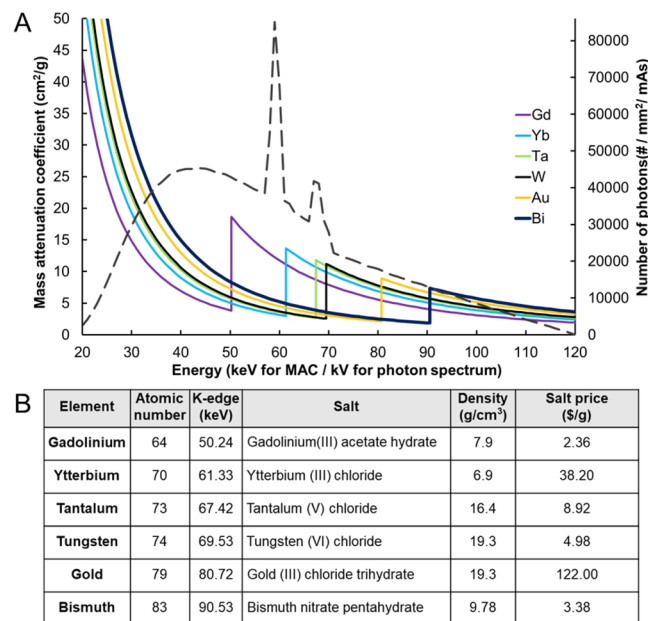 A
Mass attenuation coefficient (cm²/g)
50
45
40
35
30
25
20
15
10
5
0
20 30 40 50 60 70 80 90 100 110 120
Energy (keV for MAC / kV for photon spectrum)
80000
70000
60000
50000
40000
30000
20000
10000
0
Number of photons(# / mm²/ mAs)
Gd
Yb
Ta
W
Au
Bi
B
Element Atomic number K-edge (keV) Salt Density (g/cm³) Salt price ($/g)
Gadolinium 64 50.24 Gadolinium(III) acetate hydrate 7.9 2.36
Ytterbium 70 61.33 Ytterbium (III) chloride 6.9 38.20
Tantalum 73 67.42 Tantalum (V) chloride 16.4 8.92
Tungsten 74 69.53 Tungsten (VI) chloride 19.3 4.98
Gold 79 80.72 Gold (III) chloride trihydrate 19.3 122.00
Bismuth 83 90.53 Bismuth nitrate pentahydrate 9.78 3.38